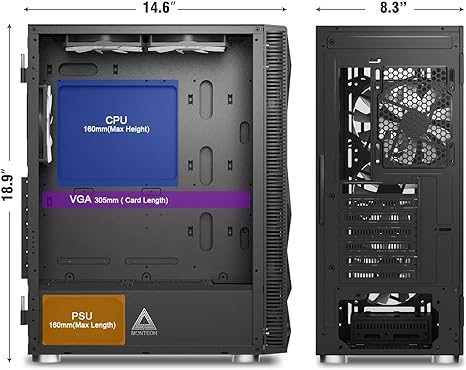 14.6"
8.3"
18.9"
CPU
160mm(Max Height)
VGA 305mm ( Card Length)
PSU
160mm(Max Length)
MONTECH